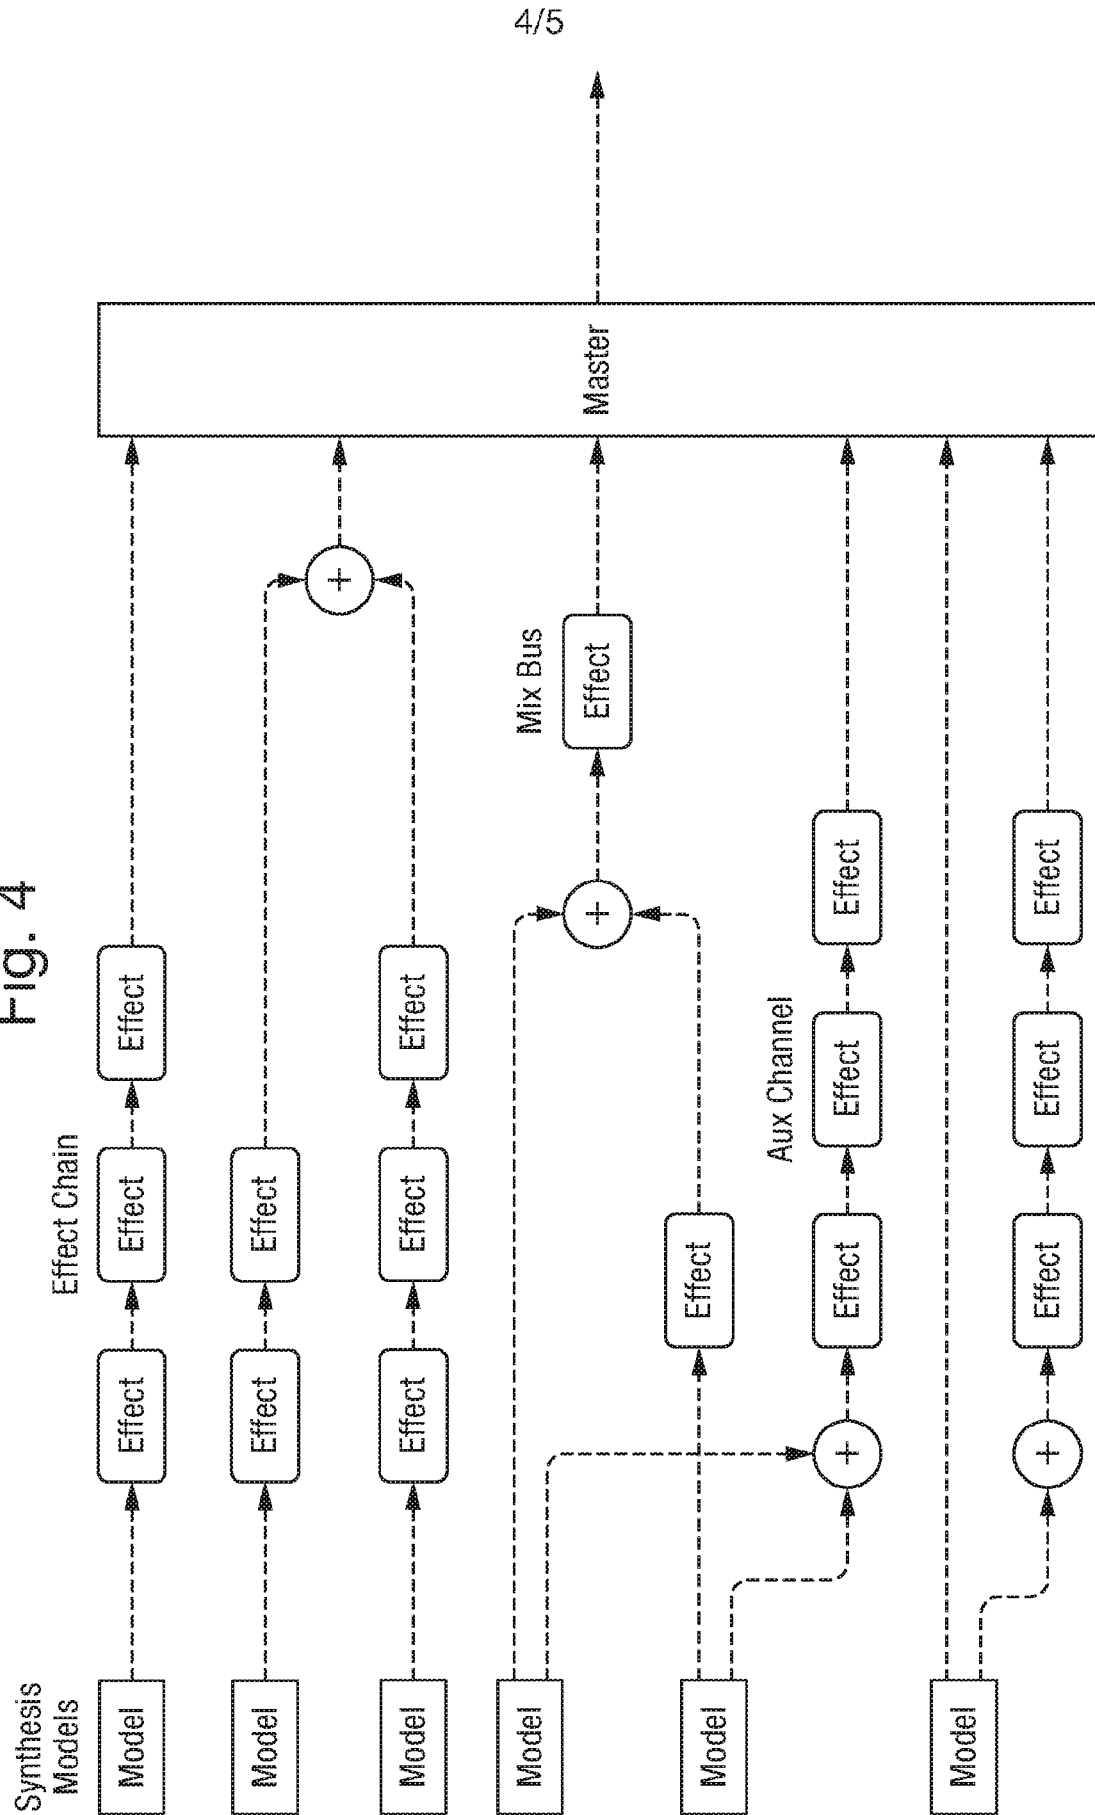 4/5
Fig. 4
Synthesis
Models
Effect Chain
Model
Effect
Effect
Effect
Model
Effect
Effect
+
Model
Effect
Effect
Effect
Model
Mix Bus
+
Effect
Master
Model
Effect
Aux Channel
+
Effect
Effect
Effect
Model
+
Effect
Effect
Effect